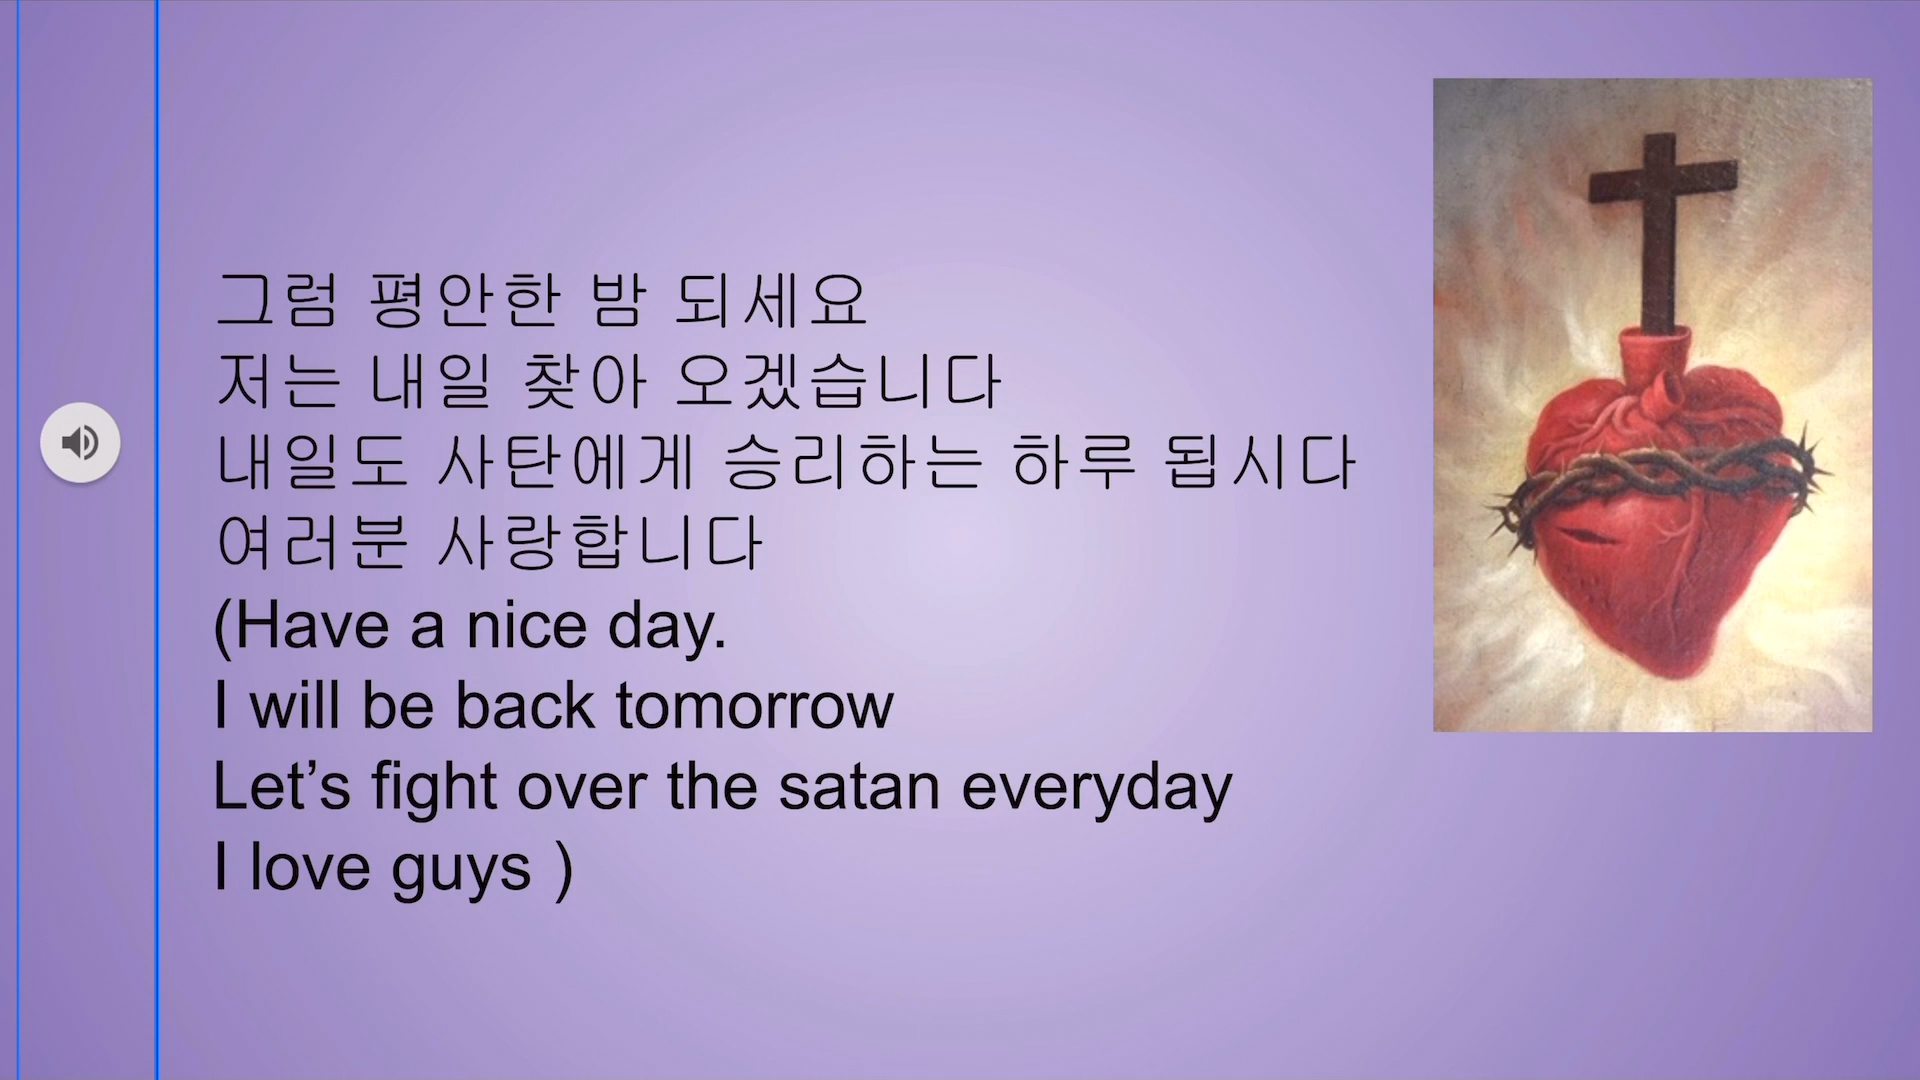 그럼 평안한 밤 되세요
저는 내일 찾아 오겠습니다
내일도 사탄에게 승리하는 하루 됩시다
여러분 사랑합니다
(Have a nice day.
I will be back tomorrow
Let’s fight over the satan everyday
I love guys )